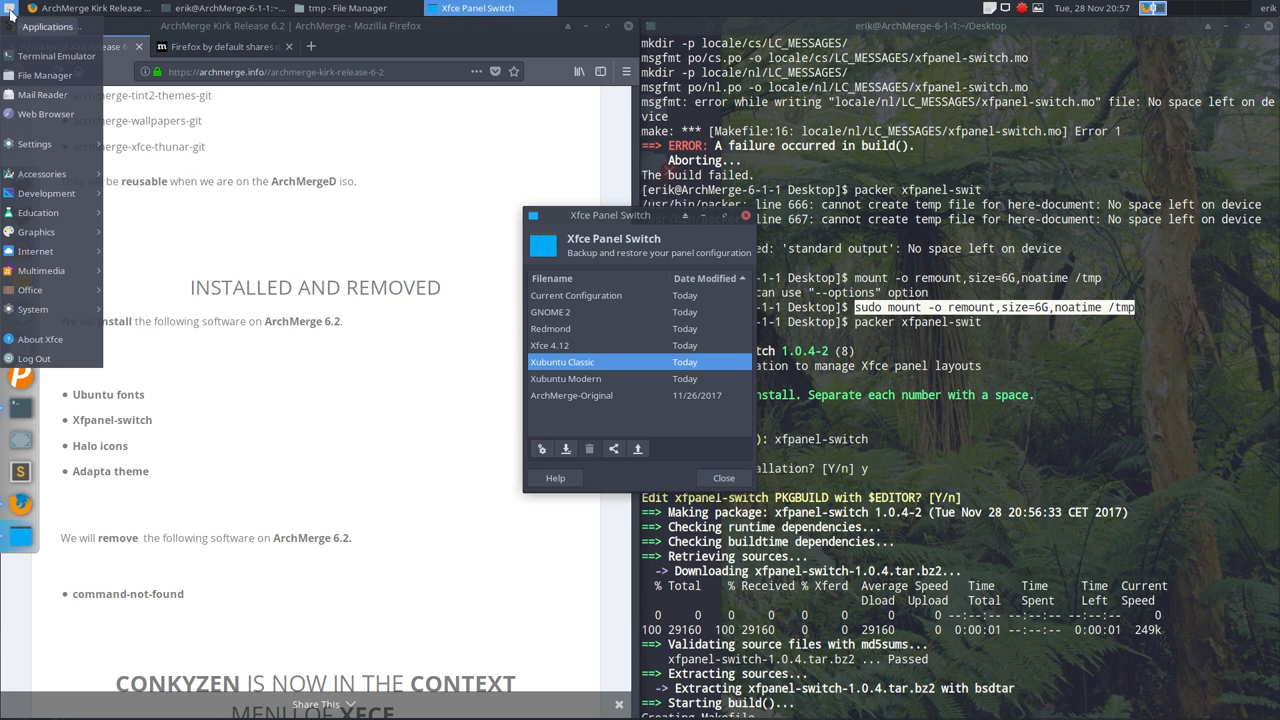 ArchMerge Kirk Release ...
erik@ArchMerge-6-1-1:~/...
tmp - File Manager
Xfce Panel Switch
Tue, 28 Nov 20:57
erik
Applications
Terminal Emulator
File Manager
Mail Reader
Web Browser
Settings
Accessories
Development
Education
Graphics
Internet
Multimedia
Office
System
About Xfce
Log Out
ArchMerge Kirk Release 6.2 | ArchMerge - Mozilla Firefox
Firefox by default shares d
https://archmerge.info//archmerge-kirk-release-6-2
archmerge-tint2-themes-git
archmerge-wallpapers-git
archmerge-xfce-thunar-git
be reusable when we are on the ArchMergeD iso.
INSTALLED AND REMOVED
We will install the following software on ArchMerge 6.2.
Ubuntu fonts
Xfpanel-switch
Halo icons
Adapta theme
We will remove the following software on ArchMerge 6.2.
command-not-found
CONKYZEN IS NOW IN THE CONTEXT
MENU OF XFCE
Share This
Xfce Panel Switch
Xfce Panel Switch
Backup and restore your panel configuration
Filename Date Modified
Current Configuration Today
GNOME 2 Today
Redmond Today
Xfce 4.12 Today
Xubuntu Classic Today
Xubuntu Modern Today
ArchMerge-Original 11/26/2017
Help
Close
erik@ArchMerge-6-1-1:~/Desktop
mkdir -p locale/cs/LC_MESSAGES/
msgfmt po/cs.po -o locale/cs/LC_MESSAGES/xfpanel-switch.mo
mkdir -p locale/nl/LC_MESSAGES/
msgfmt po/nl.po -o locale/nl/LC_MESSAGES/xfpanel-switch.mo
msgfmt: error while writing "locale/nl/LC_MESSAGES/xfpanel-switch.mo" file: No space left on de
vice
make: *** [Makefile:16: locale/nl/LC_MESSAGES/xfpanel-switch.mo] Error 1
==> ERROR: A failure occurred in build().
Aborting...
The build failed.
[erik@ArchMerge-6-1-1 Desktop]$ packer xfpanel-swit
/usr/bin/packer: line 666: cannot create temp file for here-document: No space left on device
line 667: cannot create temp file for here-document: No space left on device
ed: 'standard output': No space left on device
-1-1 Desktop]$ mount -o remount,size=6G,noatime /tmp
can use "--options" option
-1-1 Desktop]$ sudo mount -o remount,size=6G,noatime /tmp
-1-1 Desktop]$ packer xfpanel-swit
tch 1.0.4-2 (8)
ation to manage Xfce panel layouts
nstall. Separate each number with a space.
): xfpanel-switch
allation? [Y/n] y
Edit xfpanel-switch PKGBUILD with $EDITOR? [Y/n]
==> Making package: xfpanel-switch 1.0.4-2 (Tue Nov 28 20:56:33 CET 2017)
==> Checking runtime dependencies...
==> Checking buildtime dependencies...
==> Retrieving sources...
-> Downloading xfpanel-switch-1.0.4.tar.bz2...
% Total % Received % Xferd Average Speed Time Time Time Current
Dload Upload Total Spent Left Speed
0 0 0 0 0 0 0 0 --:--:-- --:--:-- --:--:-- 0
100 29160 100 29160 0 0 29160 0 0:00:01 --:--:-- 0:00:01 249k
==> Validating source files with md5sums...
xfpanel-switch-1.0.4.tar.bz2 ... Passed
==> Extracting sources...
-> Extracting xfpanel-switch-1.0.4.tar.bz2 with bsdtar
==> Starting build()...
Creating Makefile